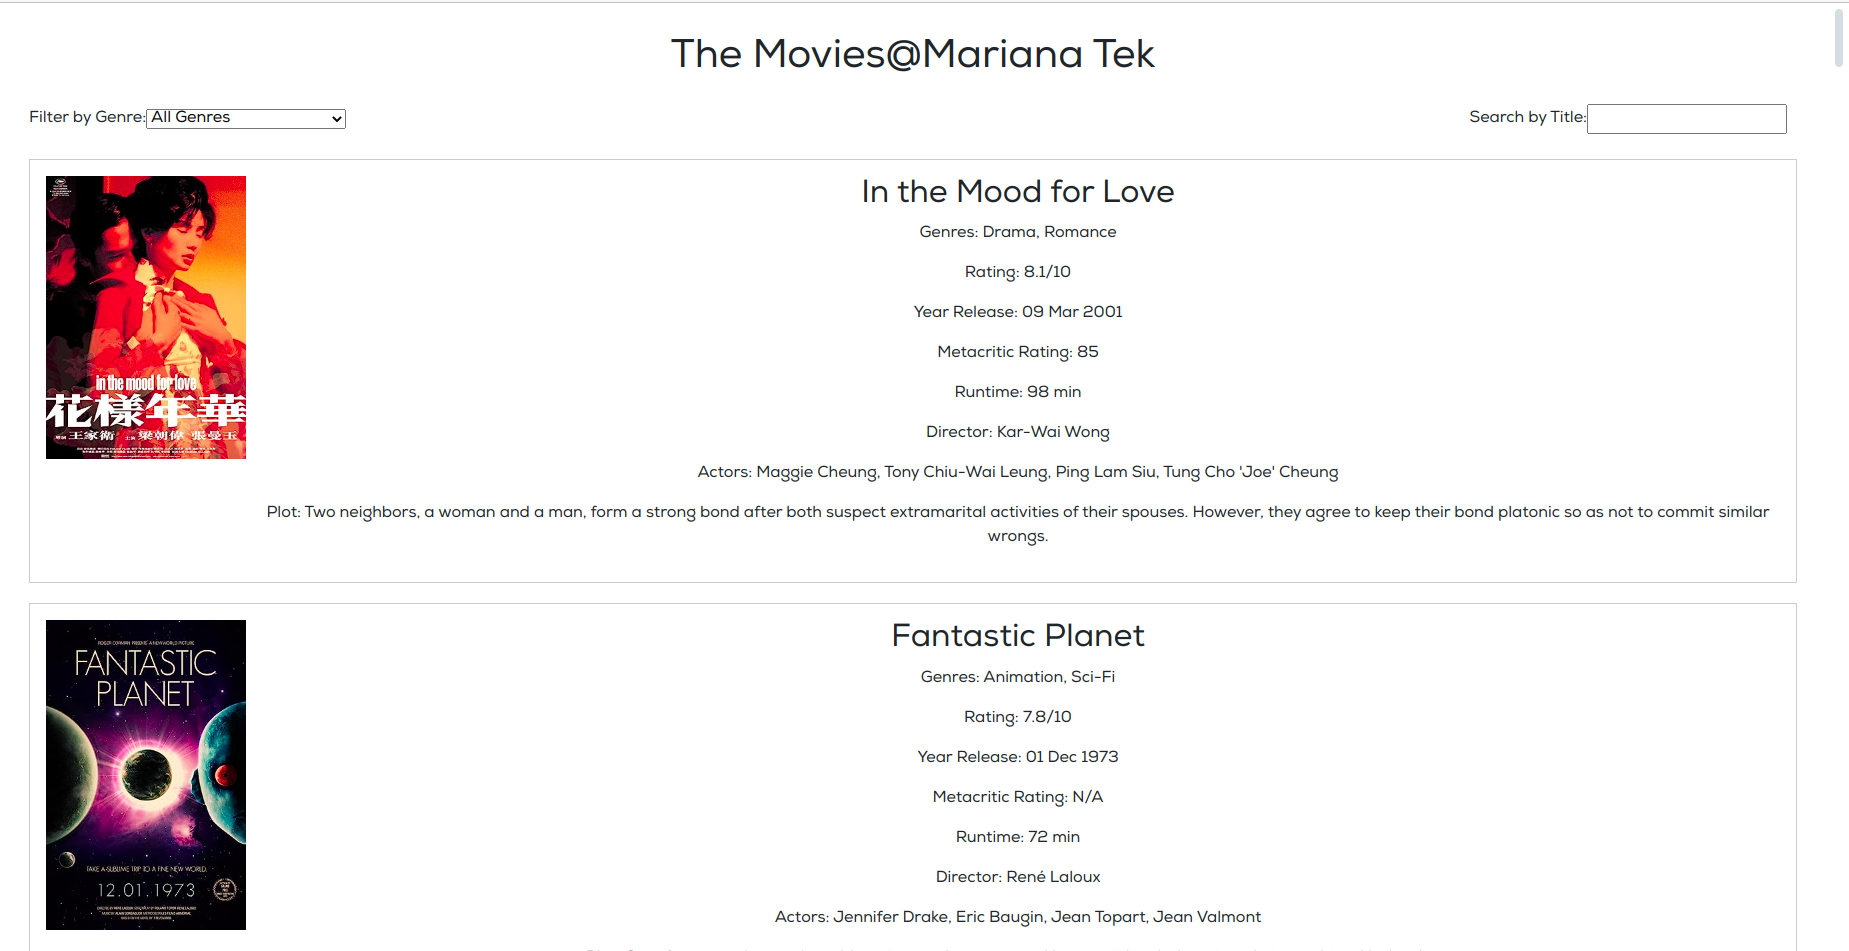 The Movies@Mariana Tek
Filter by Genre: All Genres
Search by Title:
in the mood for love
花樣年華
王家衛 梁朝偉 張曼玉
In the Mood for Love
Genres: Drama, Romance
Rating: 8.1/10
Year Release: 09 Mar 2001
Metacritic Rating: 85
Runtime: 98 min
Director: Kar-Wai Wong
Actors: Maggie Cheung, Tony Chiu-Wai Leung, Ping Lam Siu, Tung Cho 'Joe' Cheung
Plot: Two neighbors, a woman and a man, form a strong bond after both suspect extramarital activities of their spouses. However, they agree to keep their bond platonic so as not to commit similar
wrongs.
ROGER CORMAN PRESENTS A NEW WORLD PICTURE
FANTASTIC
PLANET
TAKE A SUBLIME TRIP TO A FINE NEW WORLD.
12.01.1973
Fantastic Planet
Genres: Animation, Sci-Fi
Rating: 7.8/10
Year Release: 01 Dec 1973
Metacritic Rating: N/A
Runtime: 72 min
Director: René Laloux
Actors: Jennifer Drake, Eric Baugin, Jean Topart, Jean Valmont